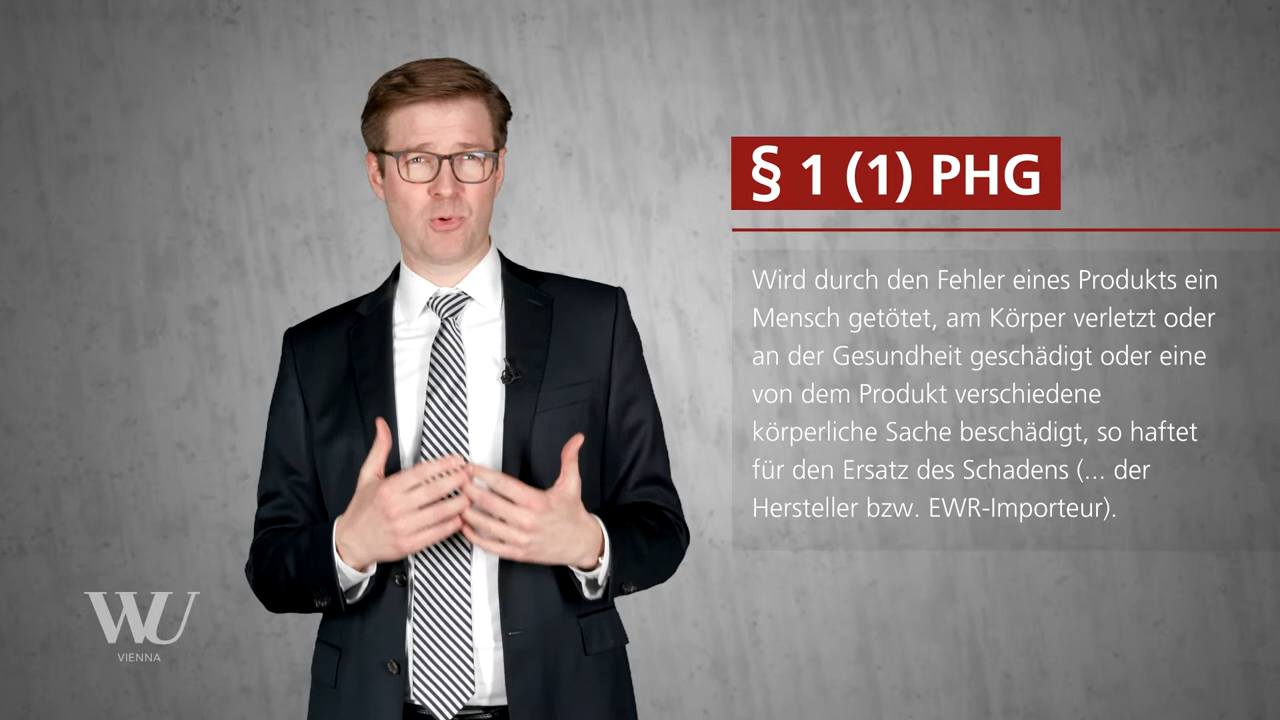 § 1 (1) PHG
Wird durch den Fehler eines Produkts ein
Mensch getötet, am Körper verletzt oder
an der Gesundheit geschädigt oder eine
von dem Produkt verschiedene
körperliche Sache beschädigt, so haftet
für den Ersatz des Schadens (... der
Hersteller bzw. EWR-Importeur).
WU
VIENNA